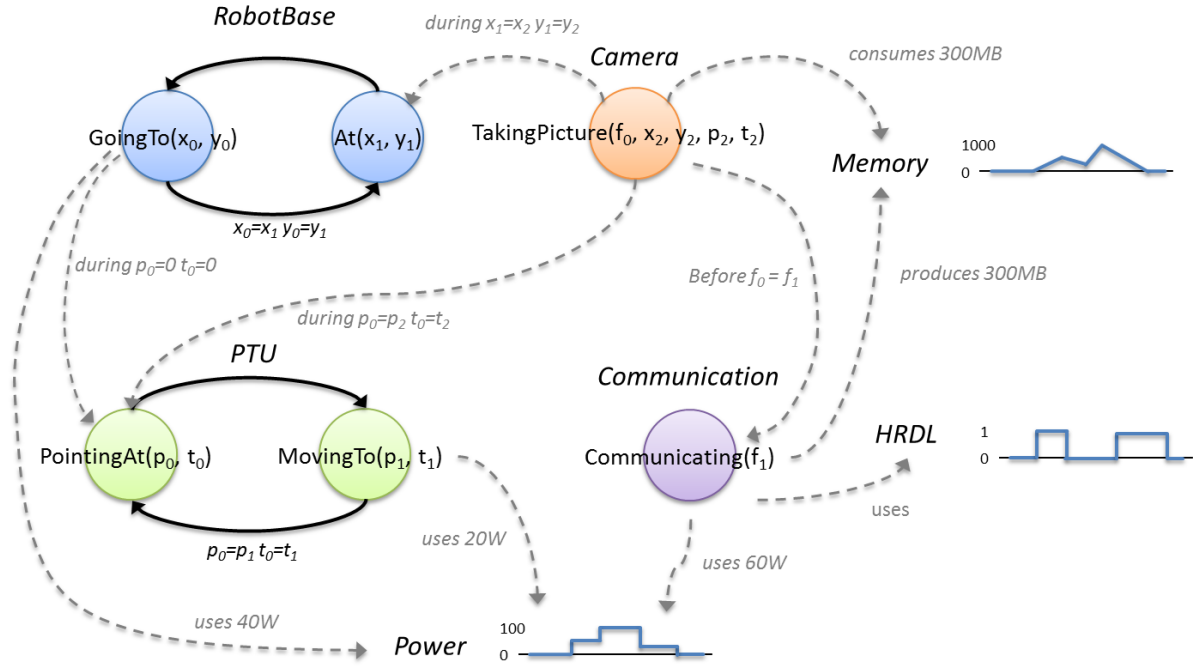 RobotBase
during x₁=x₂ y₁=y₂
Camera
consumes 300MB
GoingTo(x₀, y₀)
At(x₁, y₁)
TakingPicture(f₀, x₂, y₂, p₂, t₂)
Memory
1000
0
x₀=x₁ y₀=y₁
during p₀=0 t₀=0
Before f₀ = f₁
produces 300MB
during p₀=p₂ t₀=t₂
PTU
Communication
HRDL
1
0
PointingAt(p₀, t₀)
MovingTo(p₁, t₁)
Communicating(f₁)
uses
p₀=p₁ t₀=t₁
uses 20W
uses 60W
uses 40W
Power
100
0